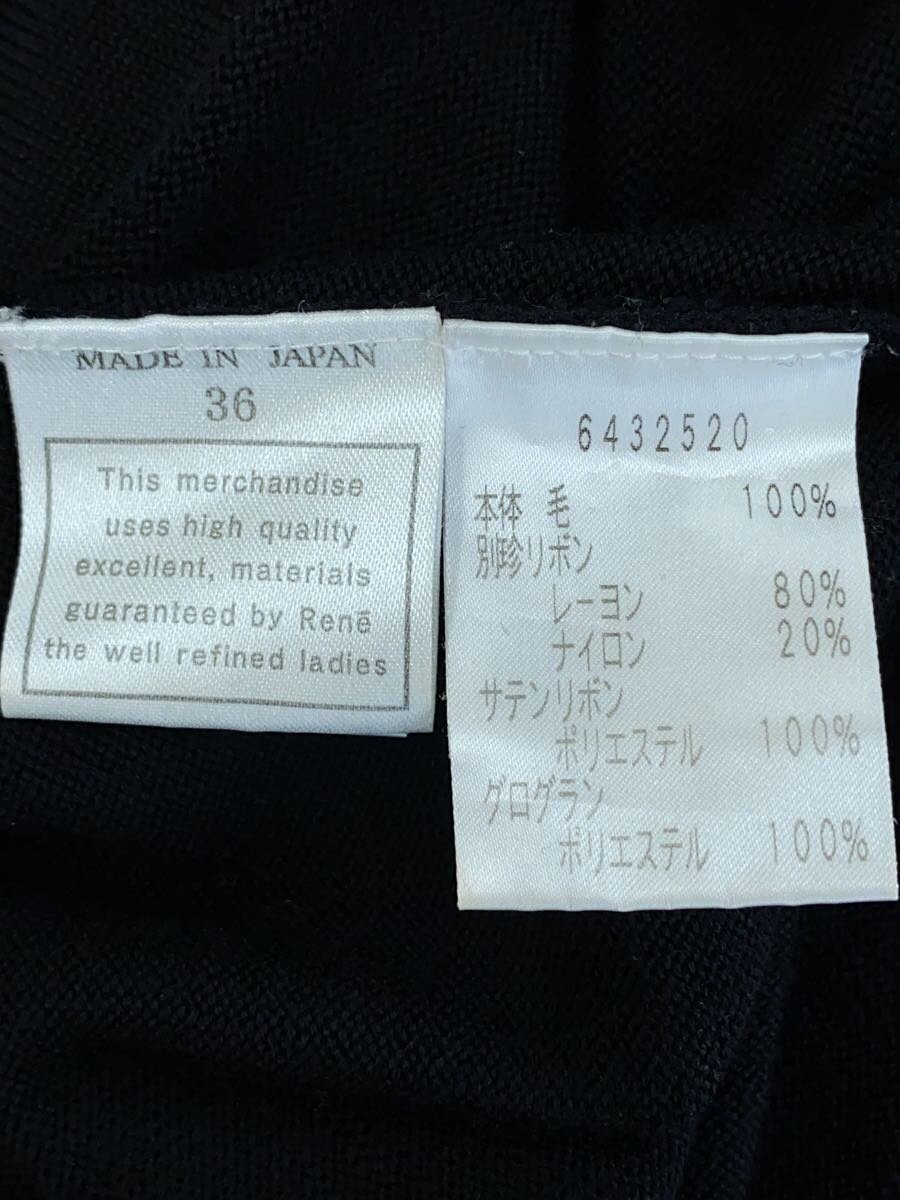 MADE IN JAPAN
36
This merchandise
uses high quality
excellent, materials
guaranteed by Renē
the well refined ladies
6432520
本体 毛 100%
別珍リボン
レーヨン 80%
ナイロン 20%
サテンリボン
ポリエステル 100%
グログラン
ポリエステル 100%